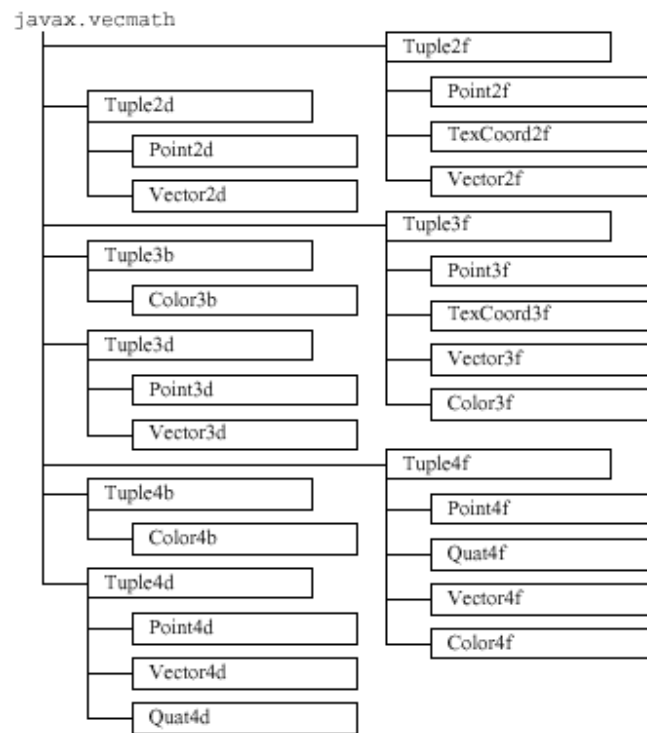 javax.vecmath
Tuple2f
Point2f
TexCoord2f
Vector2f
Tuple2d
Point2d
Vector2d
Tuple3f
Point3f
TexCoord3f
Vector3f
Color3f
Tuple3b
Color3b
Tuple3d
Point3d
Vector3d
Tuple4f
Point4f
Quat4f
Vector4f
Color4f
Tuple4b
Color4b
Tuple4d
Point4d
Vector4d
Quat4d